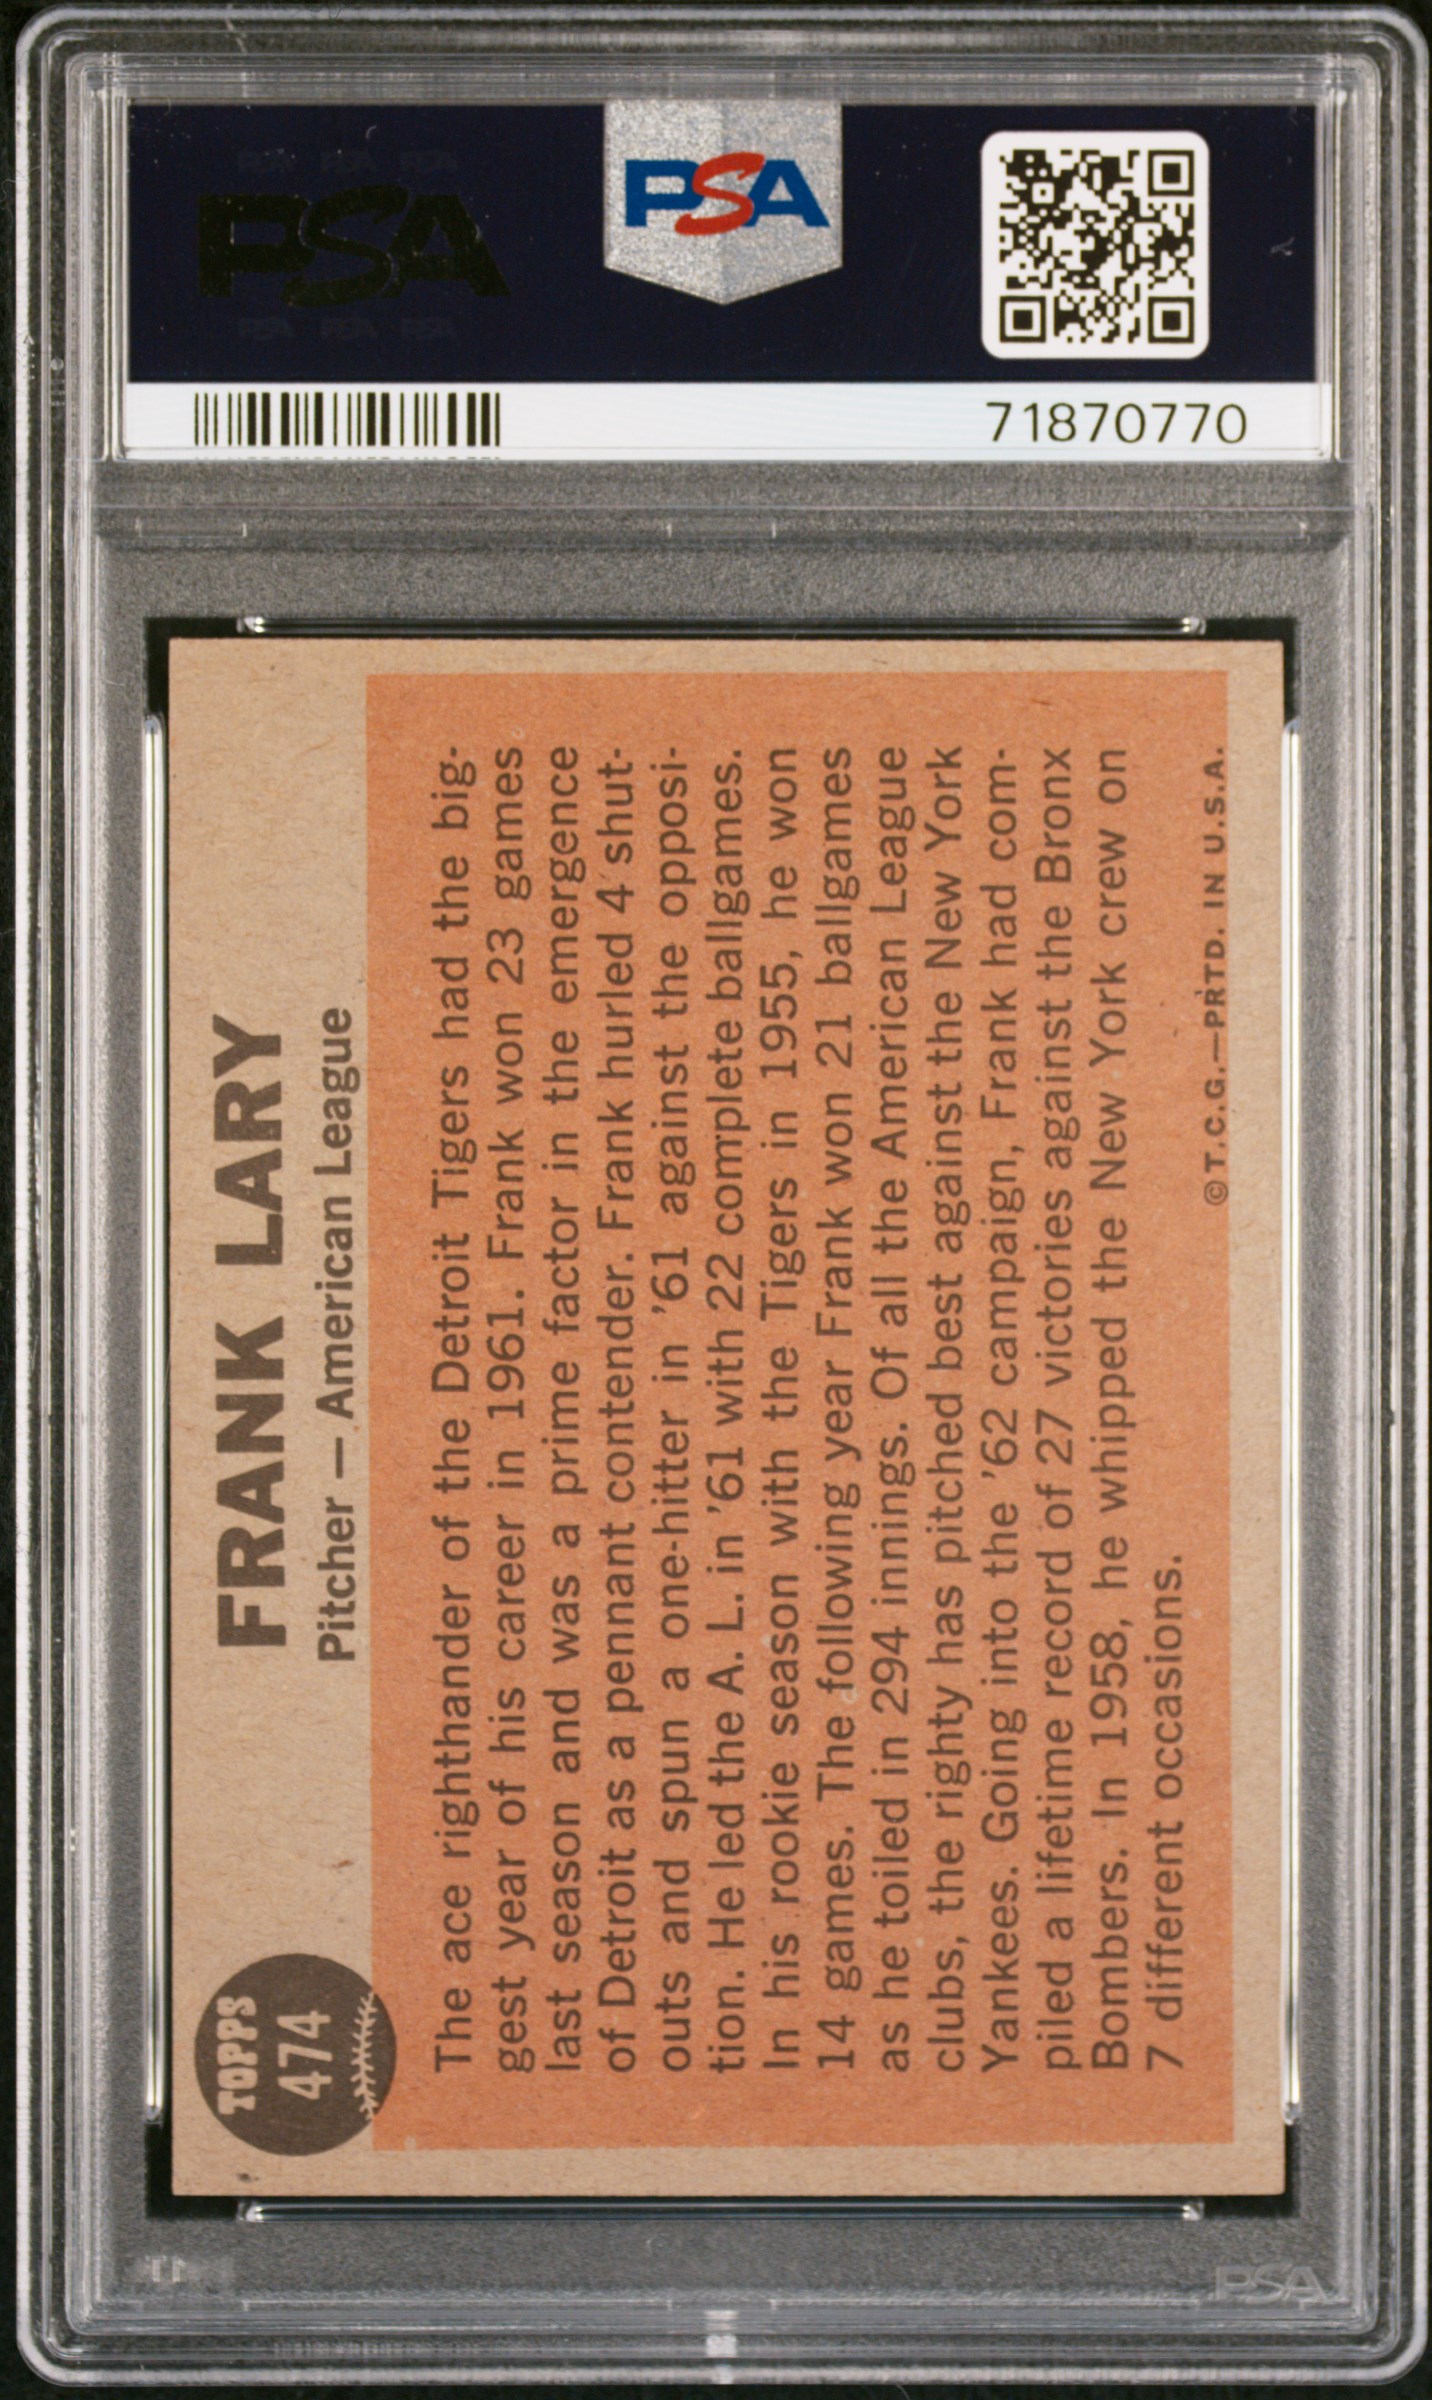 PSA
PSA
71870770
TOPPS
474
FRANK LARY
Pitcher — American League
The ace righthander of the Detroit Tigers had the big-
gest year of his career in 1961. Frank won 23 games
last season and was a prime factor in the emergence
of Detroit as a pennant contender. Frank hurled 4 shut-
outs and spun a one-hitter in '61 against the opposi-
tion. He led the A. L. in '61 with 22 complete ballgames.
In his rookie season with the Tigers in 1955, he won
14 games. The following year Frank won 21 ballgames
as he toiled in 294 innings. Of all the American League
clubs, the righty has pitched best against the New York
Yankees. Going into the '62 campaign, Frank had com-
piled a lifetime record of 27 victories against the Bronx
Bombers. In 1958, he whipped the New York crew on
7 different occasions.
©T.C.G.—PRTD. IN U.S.A.
PSA